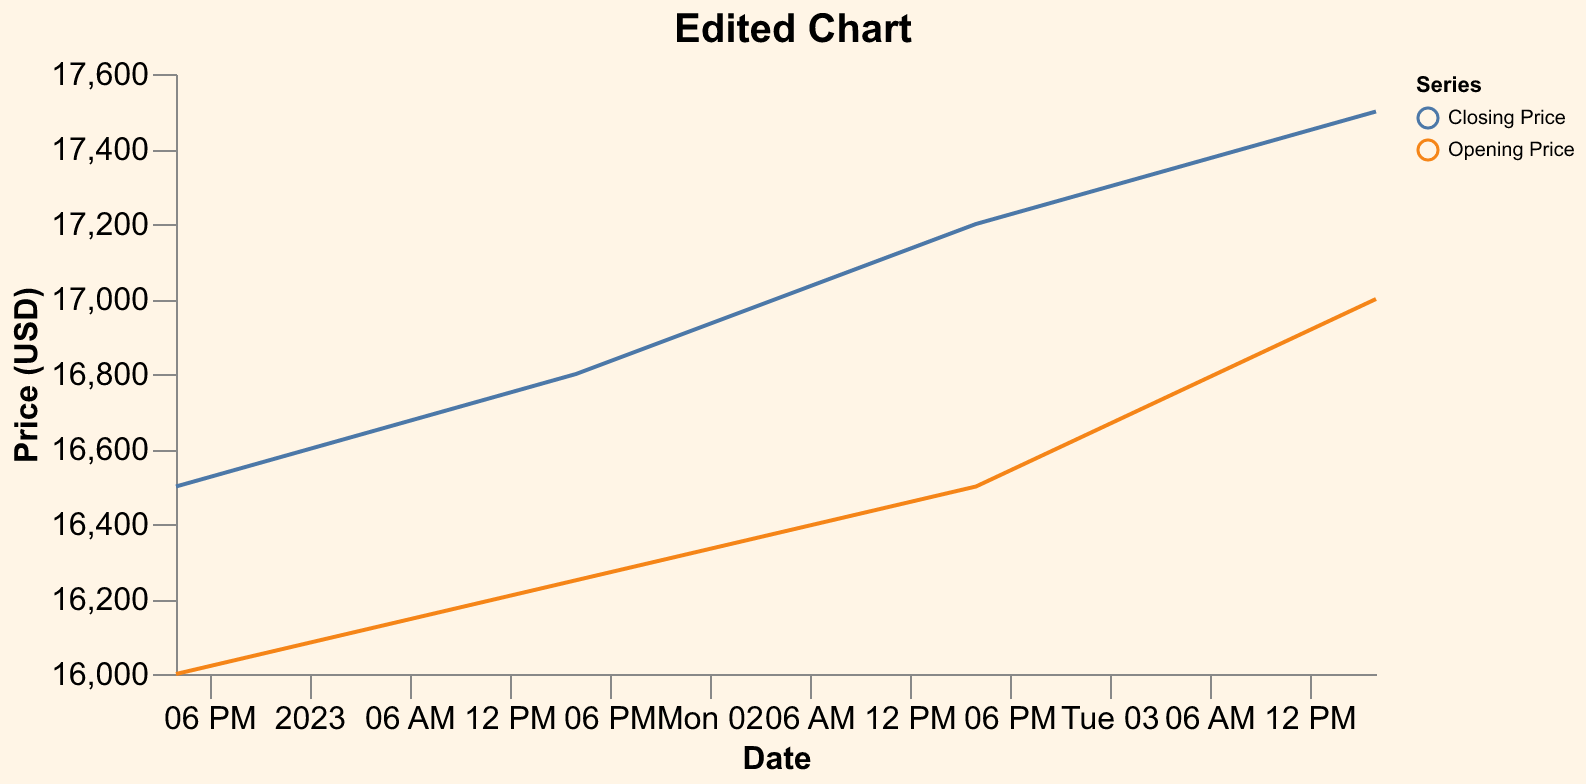 Edited Chart
Price (USD)
17,600
17,400
17,200
17,000
16,800
16,600
16,400
16,200
16,000
06 PM 2023 06 AM 12 PM 06 PM Mon 02 06 AM 12 PM 06 PM Tue 03 06 AM 12 PM
Date
Series
Closing Price
Opening Price